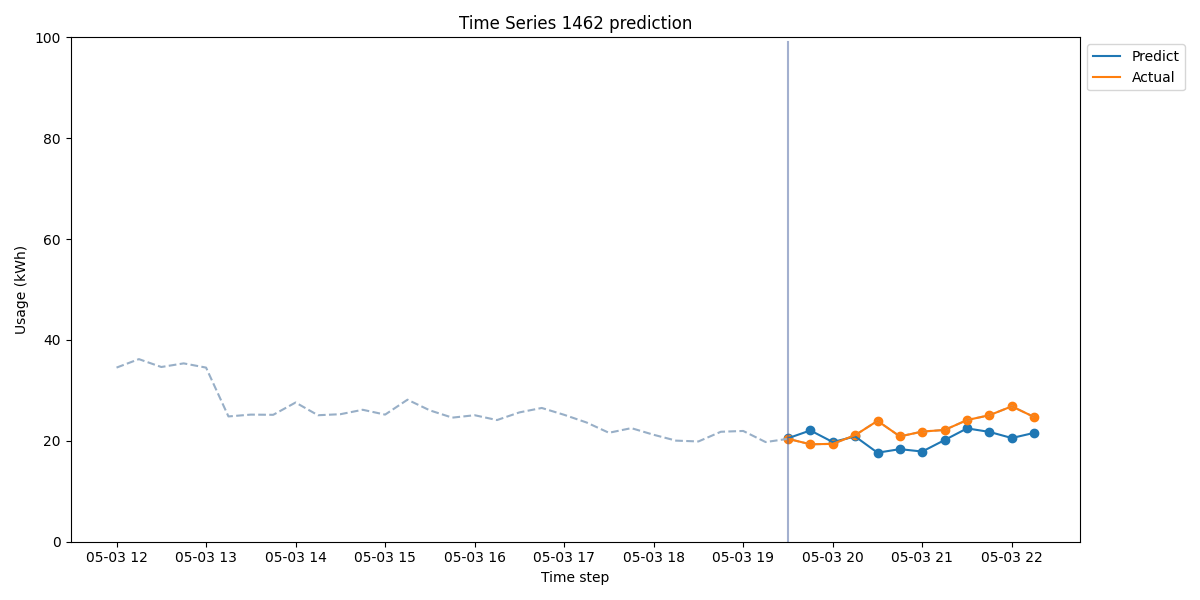 Time Series 1462 prediction
Predict
Actual
Usage (kWh)
100
80
60
40
20
0
05-03 12 05-03 13 05-03 14 05-03 15 05-03 16 05-03 17 05-03 18 05-03 19 05-03 20 05-03 21 05-03 22
Time step